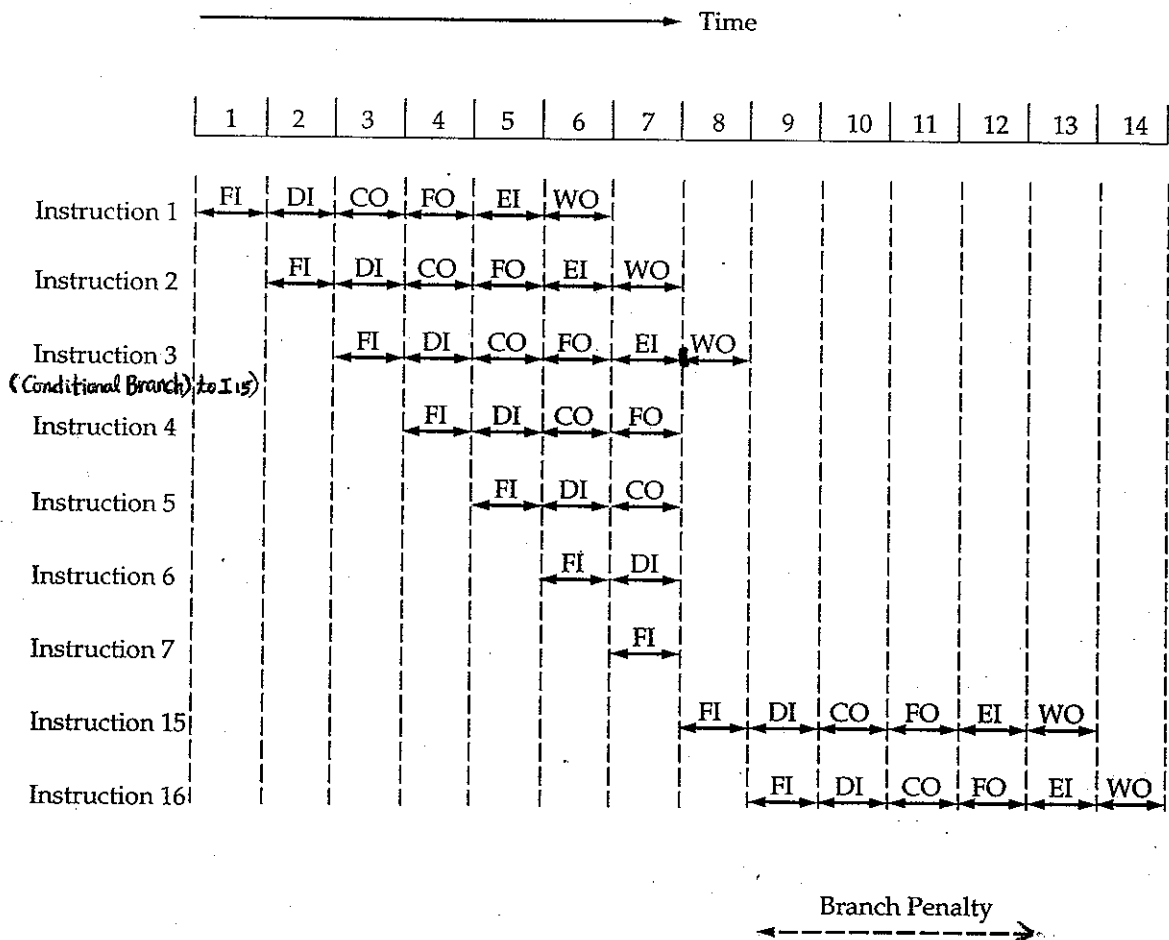 Time
1 2 3 4 5 6 7 8 9 10 11 12 13 14
Instruction 1 FI DI CO FO EI WO
Instruction 2 FI DI CO FO EI WO
Instruction 3 FI DI CO FO EI WO
(Conditional Branch) to I 15)
Instruction 4 FI DI CO FO
Instruction 5 FI DI CO
Instruction 6 FI DI
Instruction 7 FI
Instruction 15 FI DI CO FO EI WO
Instruction 16 FI DI CO FO EI WO
Branch Penalty